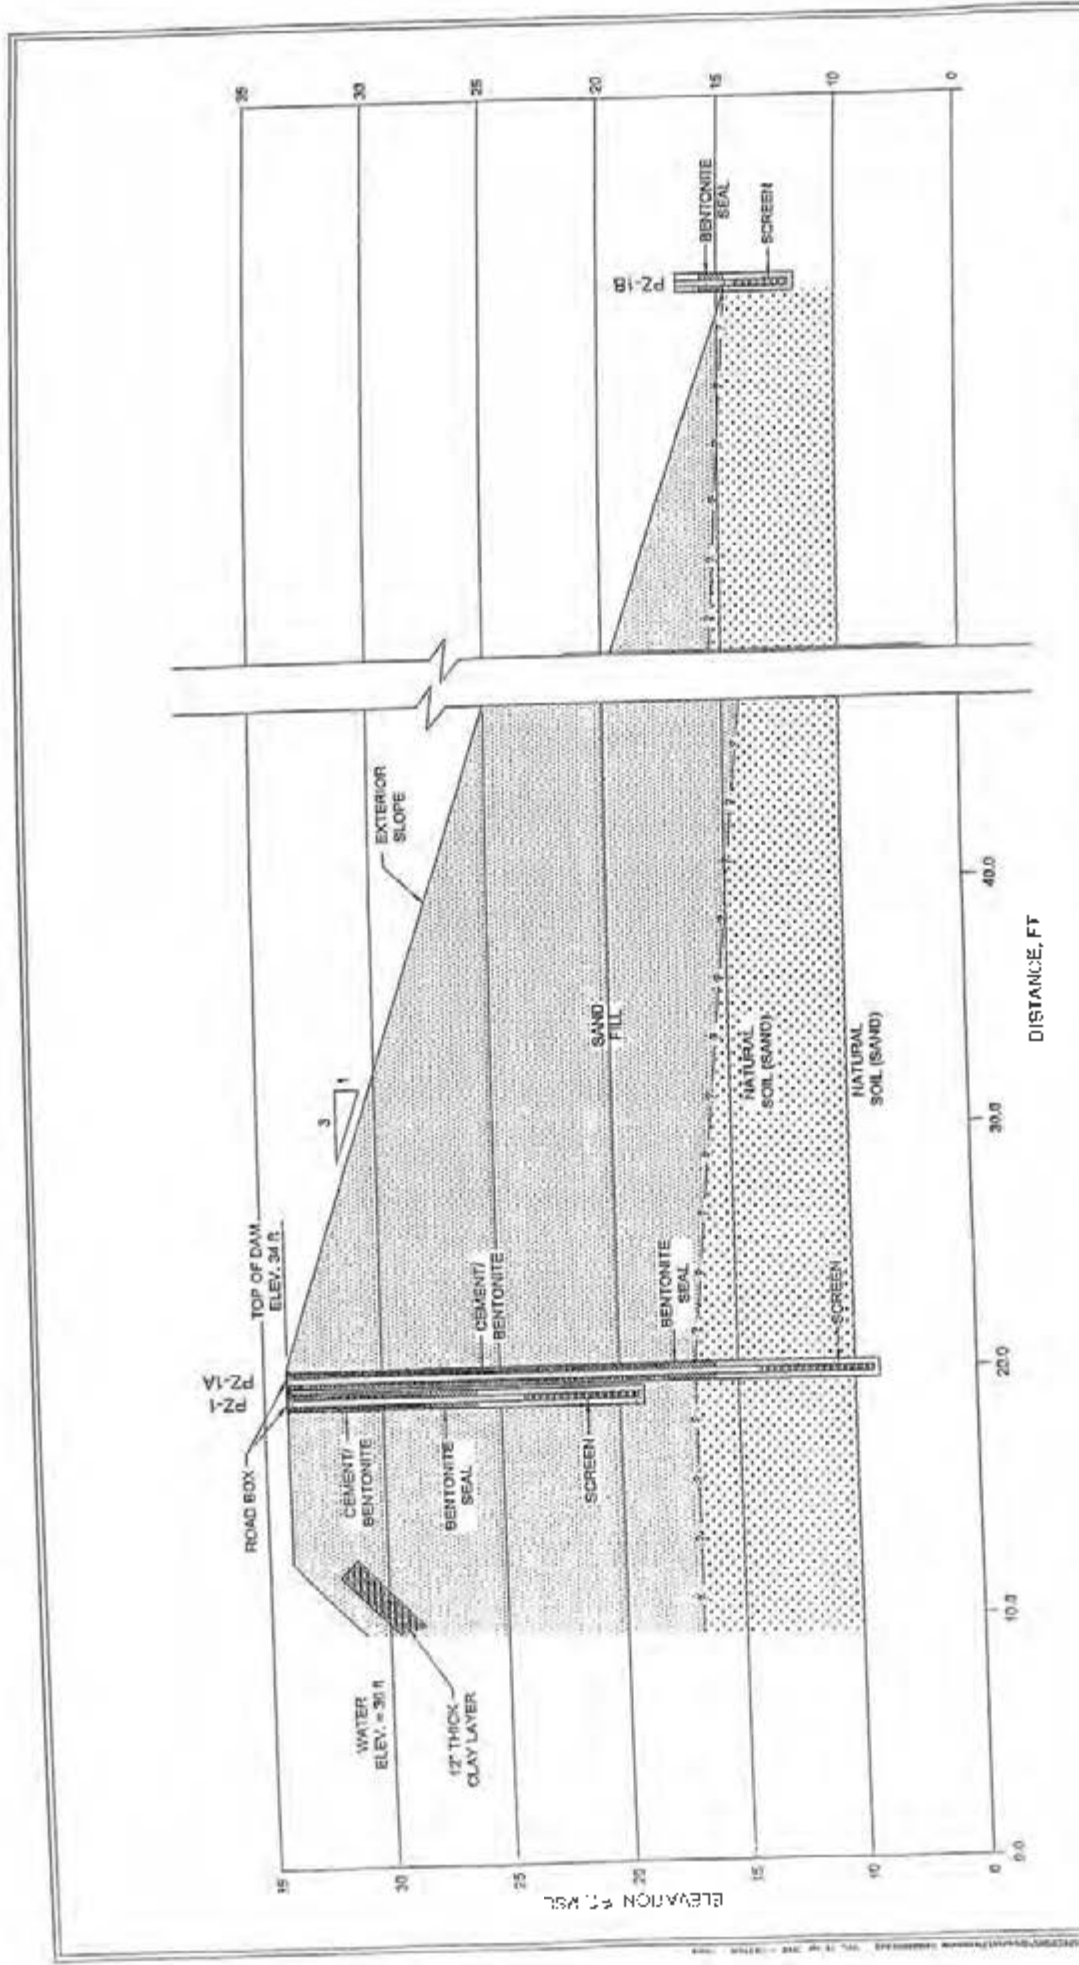 ROAD BOX
PZ-1
PZ-1A
TOP OF DAM
ELEV. 34 ft
3
1
EXTERIOR
SLOPE
WATER
ELEV. = 30 ft
12" THICK
CLAY LAYER
CEMENT/
BENTONITE
BENTONITE
SEAL
SCREEN
CEMENT/
BENTONITE
BENTONITE
SEAL
SCREEN
SAND
FILL
NATURAL
SOIL (SAND)
NATURAL
SOIL (SAND)
PZ-1B
BENTONITE
SEAL
SCREEN
35
30
25
20
15
10
0
35
30
25
20
15
10
0
ELEVATION
0.0
10.0
20.0
30.0
40.0
DISTANCE, FT